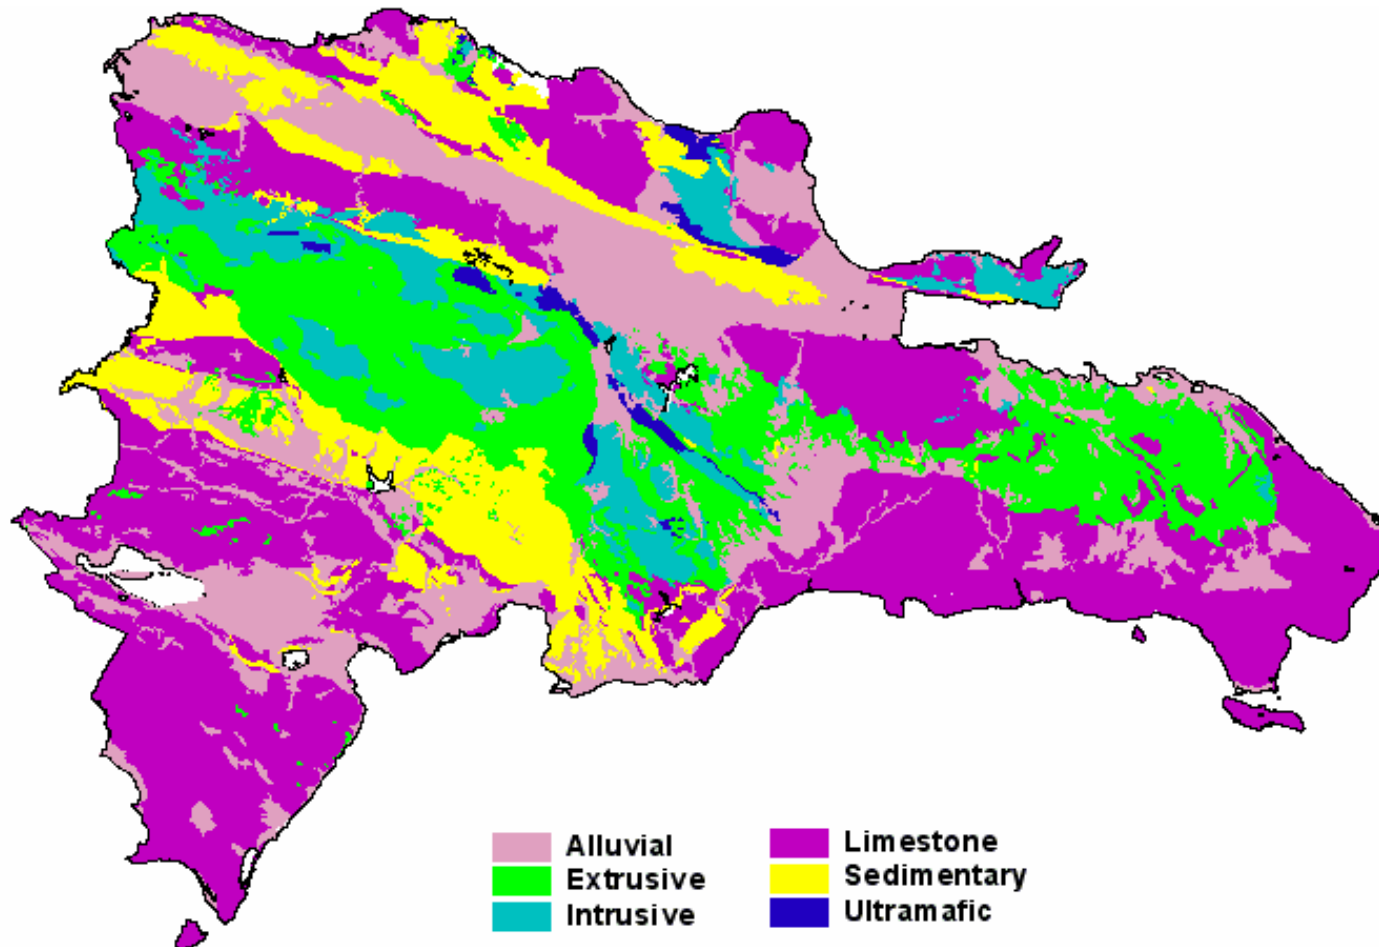 Alluvial
Extrusive
Intrusive
Limestone
Sedimentary
Ultramafic